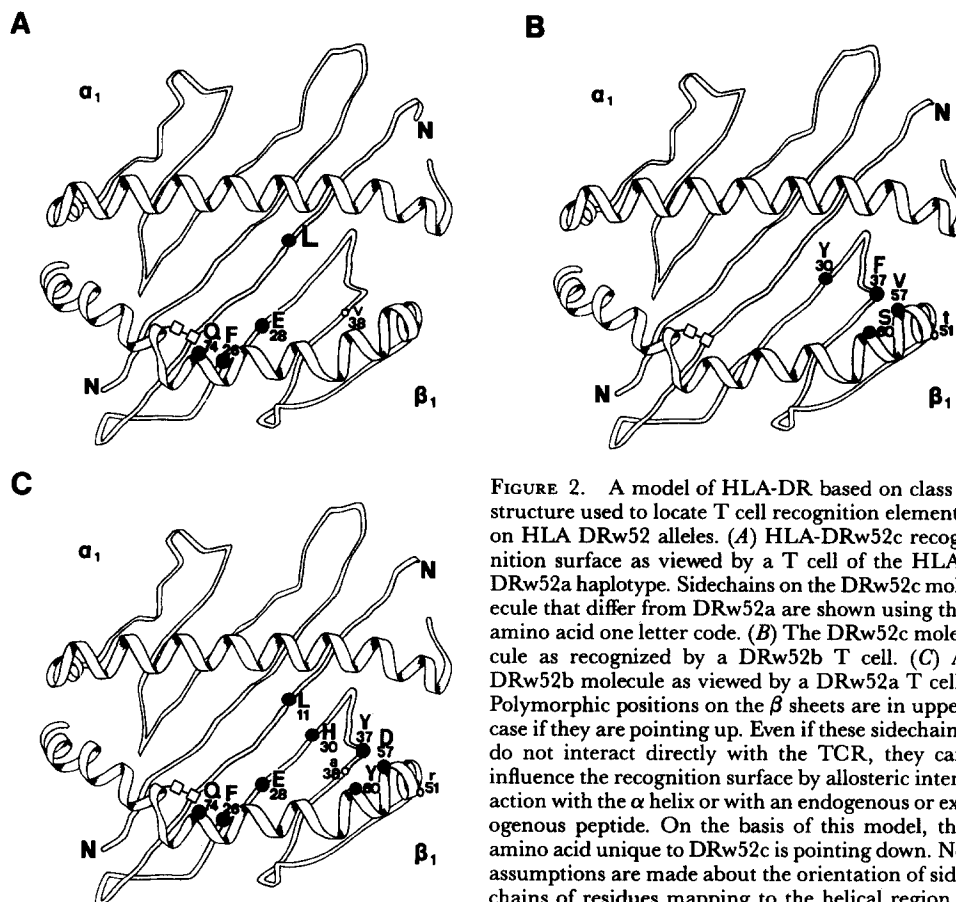 A
α₁
N
L
E
28
v
38
Q
74
F
26
N
β₁
B
α₁
N
Y
30
F
37
V
57
S
60
t
51
N
β₁
C
α₁
N
L
11
H
30
Y
37
D
57
a
38
Y
60
r
51
E
28
Q
74
F
26
N
β₁
FIGURE 2. A model of HLA-DR based on class
structure used to locate T cell recognition element
on HLA DRw52 alleles. (A) HLA-DRw52c recog
nition surface as viewed by a T cell of the HLA
DRw52a haplotype. Sidechains on the DRw52c mol
ecule that differ from DRw52a are shown using th
amino acid one letter code. (B) The DRw52c mole
cule as recognized by a DRw52b T cell. (C) A
DRw52b molecule as viewed by a DRw52a T cell
Polymorphic positions on the β sheets are in upper
case if they are pointing up. Even if these sidechain
do not interact directly with the TCR, they can
influence the recognition surface by allosteric inter
action with the α helix or with an endogenous or ex
ogenous peptide. On the basis of this model, th
amino acid unique to DRw52c is pointing down. No
assumptions are made about the orientation of sid
chains of residues mapping to the helical region